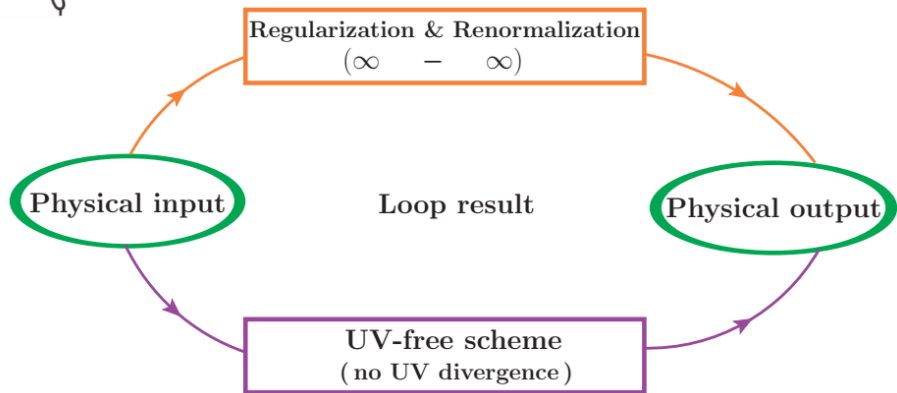 Regularization & Renormalization
(∞ − ∞)
Physical input
Loop result
Physical output
UV-free scheme
( no UV divergence )